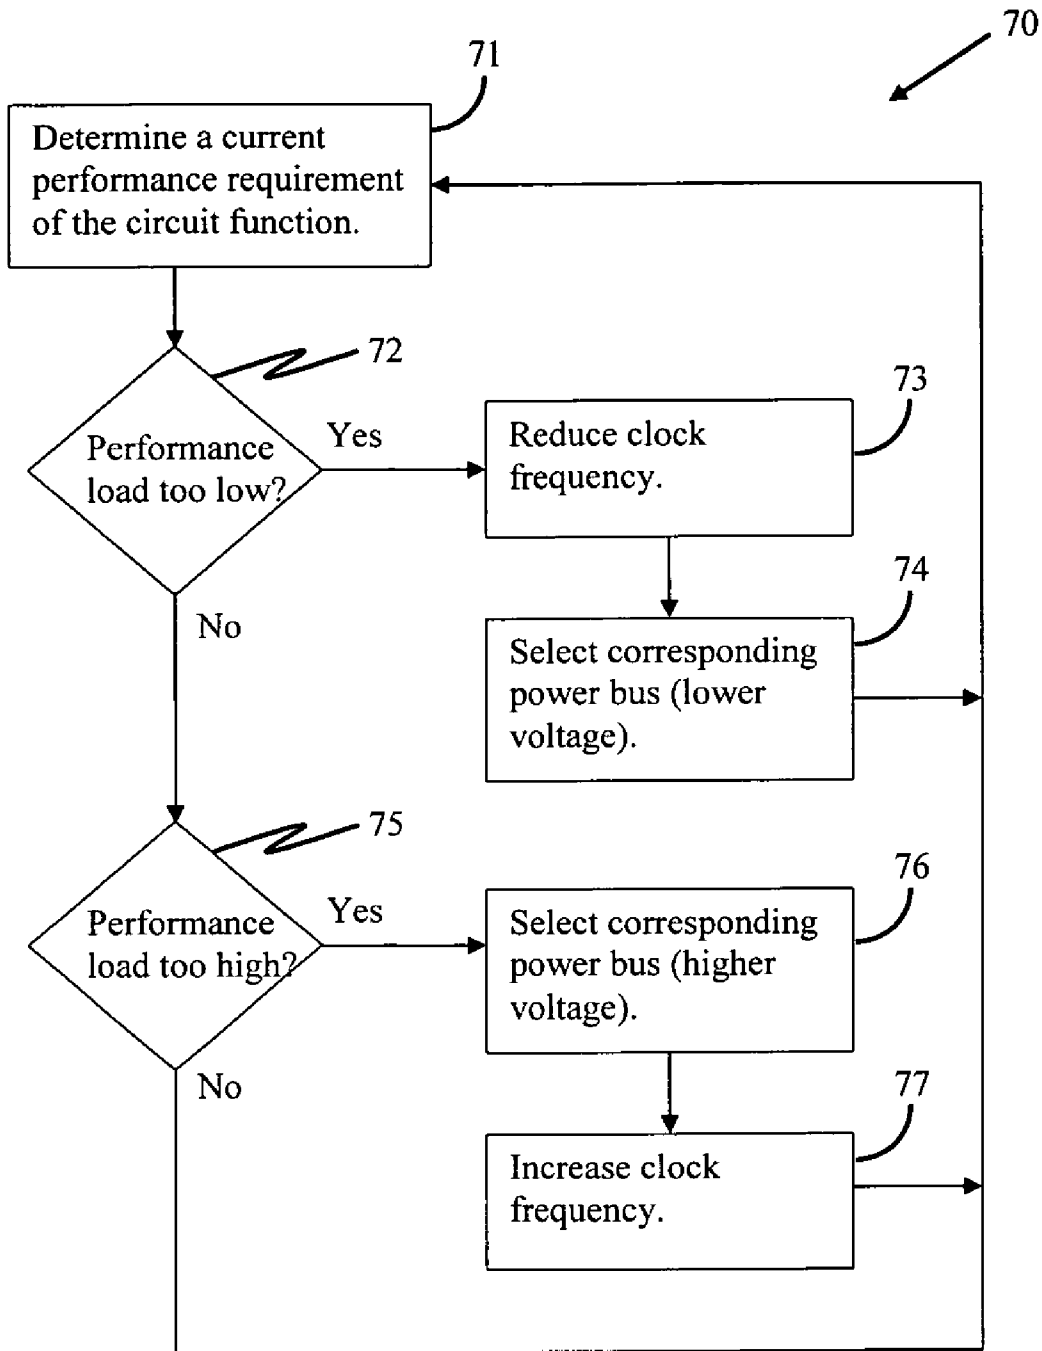 70
71
Determine a current
performance requirement
of the circuit function.
72
Performance
load too low?
Yes
No
73
Reduce clock
frequency.
74
Select corresponding
power bus (lower
voltage).
75
Performance
load too high?
Yes
No
76
Select corresponding
power bus (higher
voltage).
77
Increase clock
frequency.